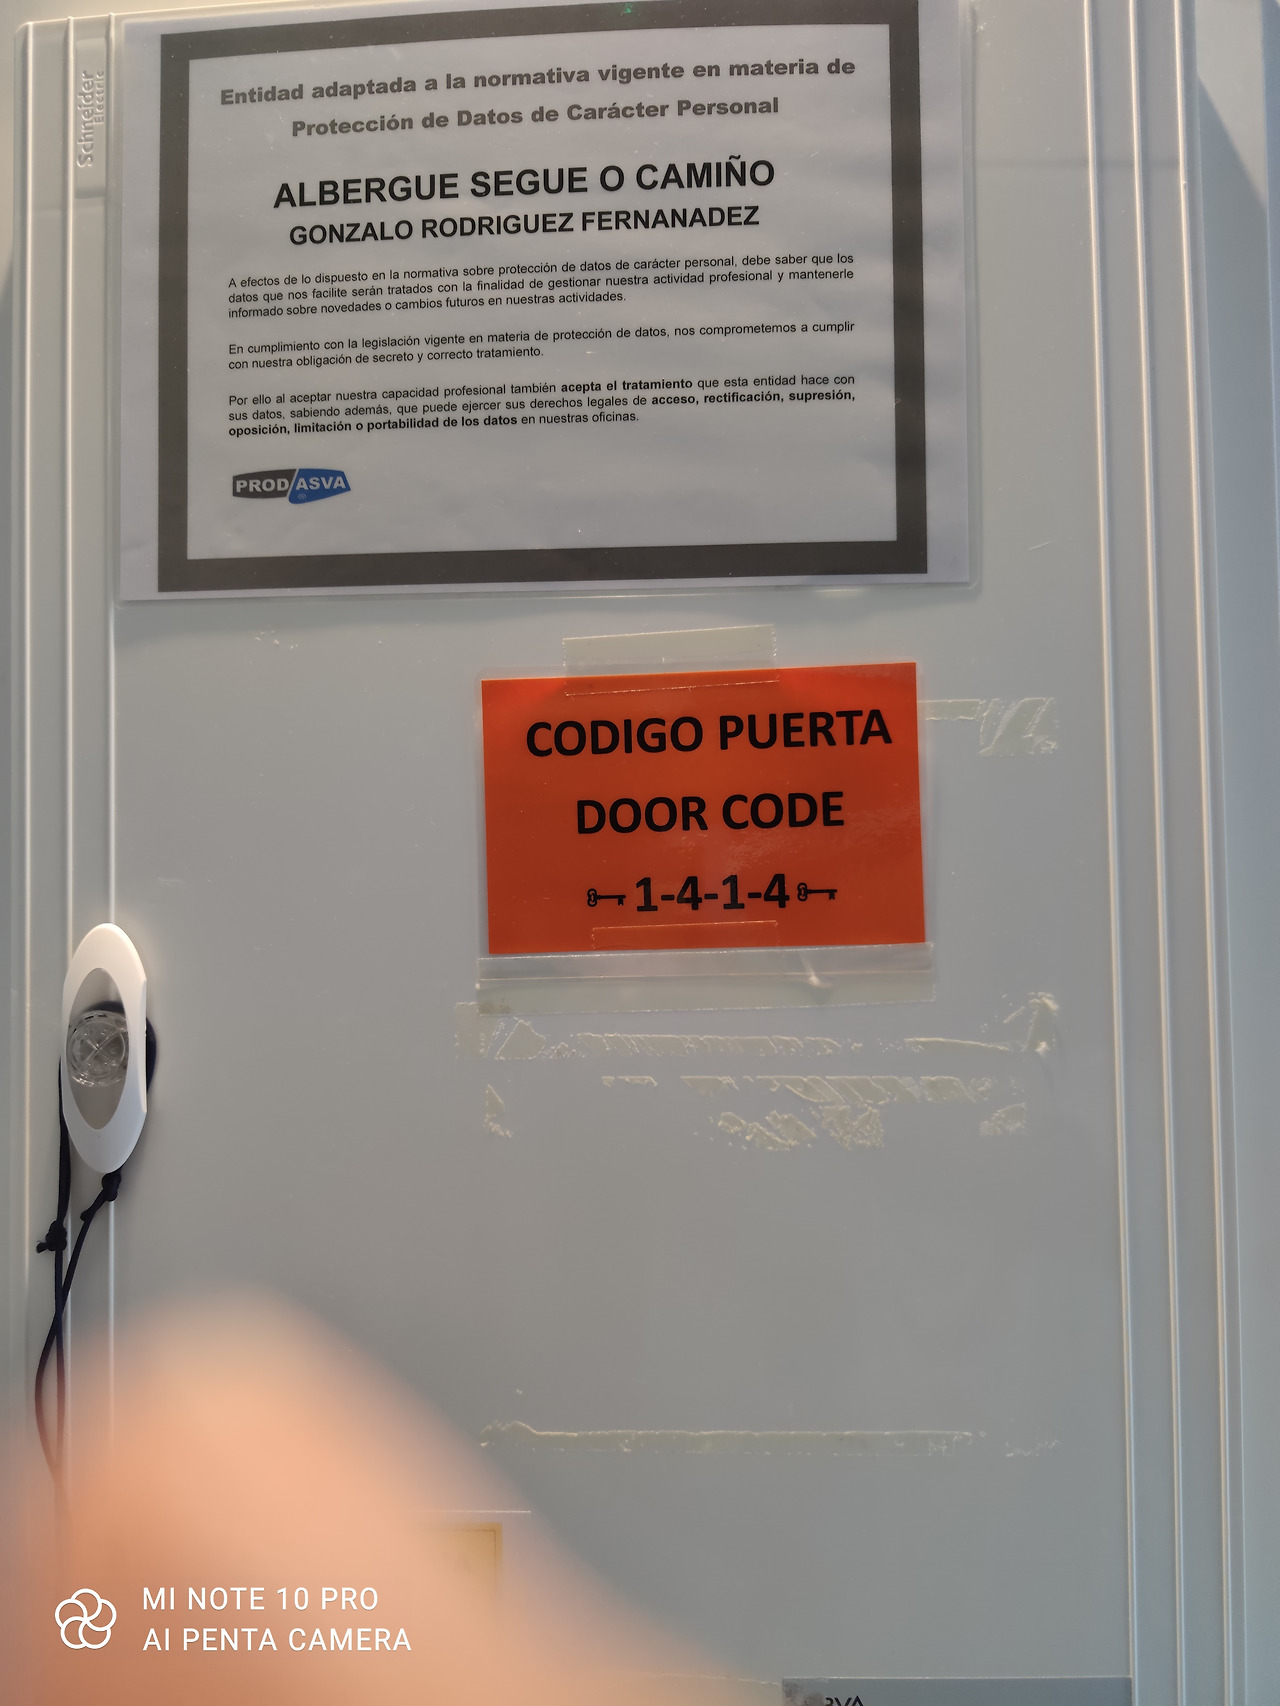 Schneider
Electric
Entidad adaptada a la normativa vigente en materia de
Protección de Datos de Carácter Personal
ALBERGUE SEGUE O CAMIÑO
GONZALO RODRIGUEZ FERNANADEZ
A efectos de lo dispuesto en la normativa sobre protección de datos de carácter personal, debe saber que los
datos que nos facilite serán tratados con la finalidad de gestionar nuestra actividad profesional y mantenerle
informado sobre novedades o cambios futuros en nuestras actividades.
En cumplimiento con la legislación vigente en materia de protección de datos, nos comprometemos a cumplir
con nuestra obligación de secreto y correcto tratamiento.
Por ello al aceptar nuestra capacidad profesional también acepta el tratamiento que esta entidad hace con
sus datos, sabiendo además, que puede ejercer sus derechos legales de acceso, rectificación, supresión,
oposición, limitación o portabilidad de los datos en nuestras oficinas.
PRODASVA
CODIGO PUERTA
DOOR CODE
1-4-1-4
MI NOTE 10 PRO
AI PENTA CAMERA